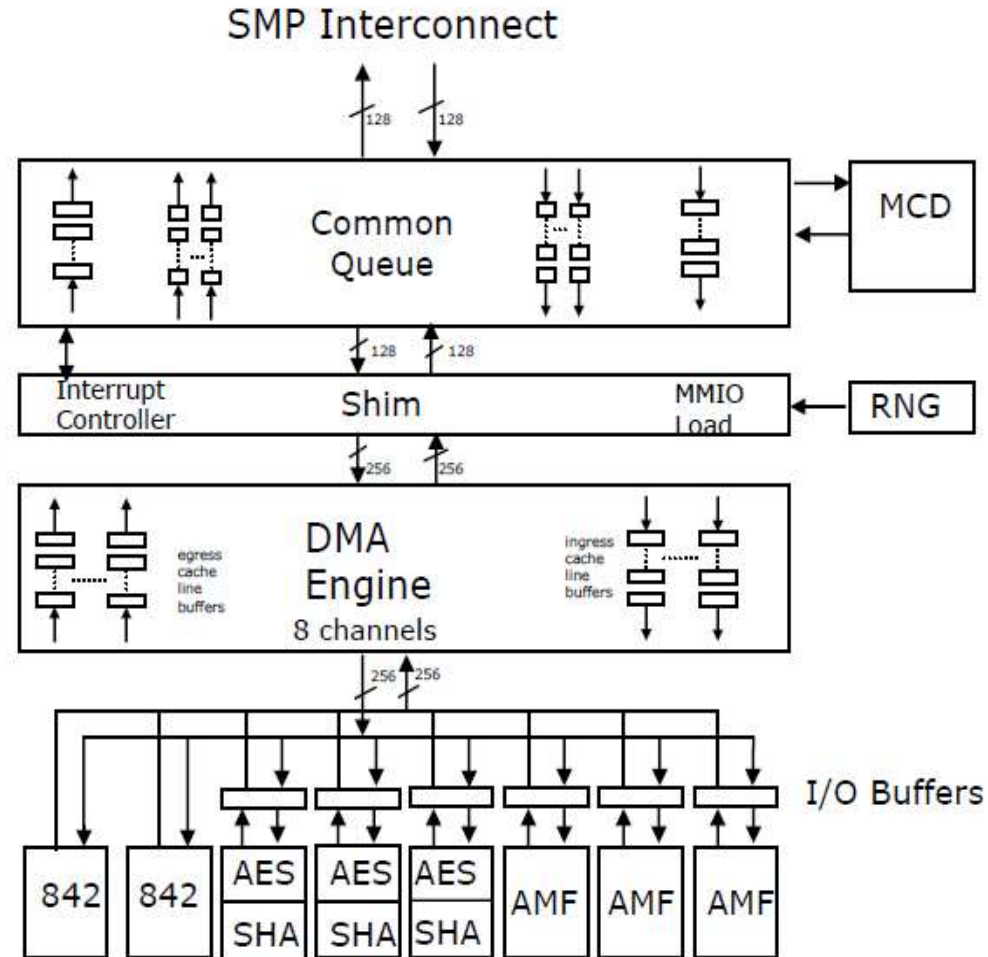 SMP Interconnect
128
128
Common
Queue
MCD
128
128
Interrupt
Controller
Shim
MMIO
Load
RNG
256
256
DMA
Engine
8 channels
egress
cache
line
buffers
ingress
cache
line
buffers
256
256
I/O Buffers
842
842
AES
SHA
AES
SHA
AES
SHA
AMF
AMF
AMF